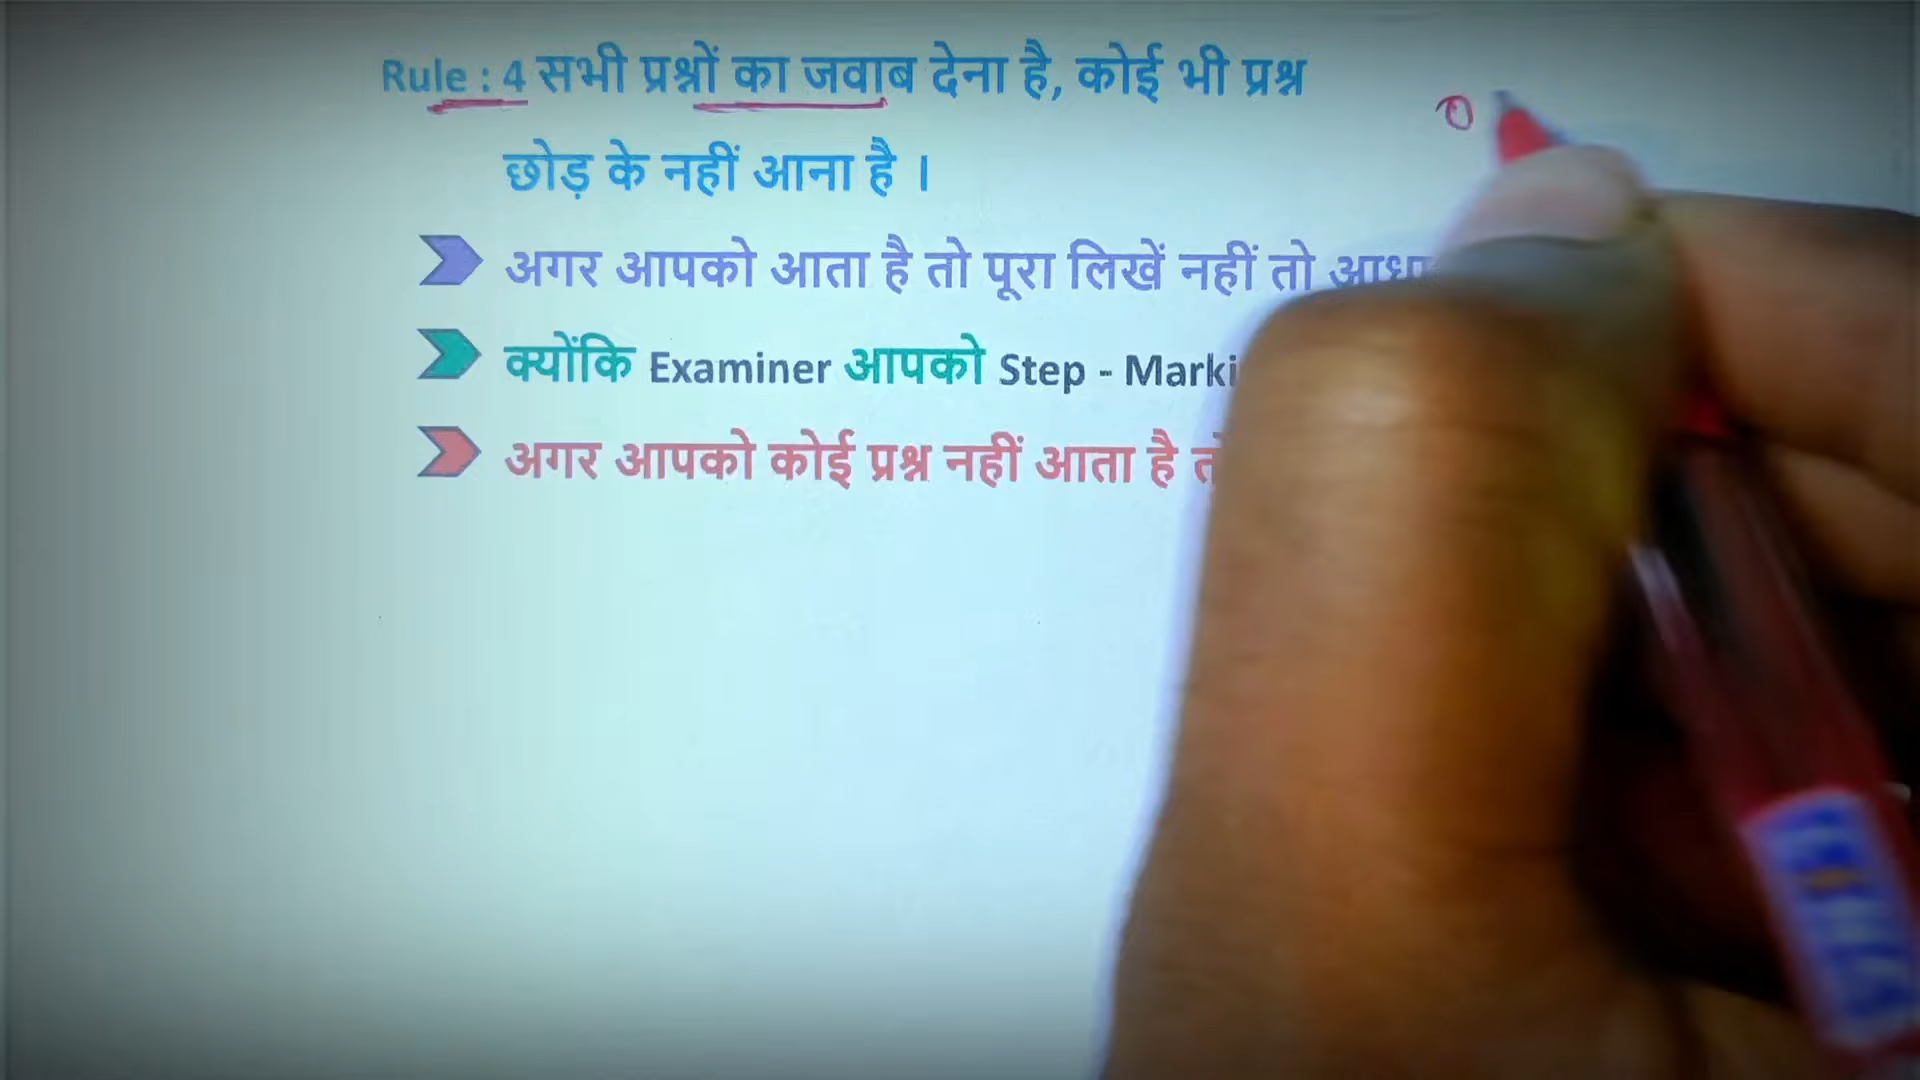 Rule : 4 सभी प्रश्नों का जवाब देना है, कोई भी प्रश्न
छोड़ के नहीं आना है ।
अगर आपको आता है तो पूरा लिखें नहीं तो आधा
क्योंकि Examiner आपको Step - Marki
अगर आपको कोई प्रश्न नहीं आता है तो